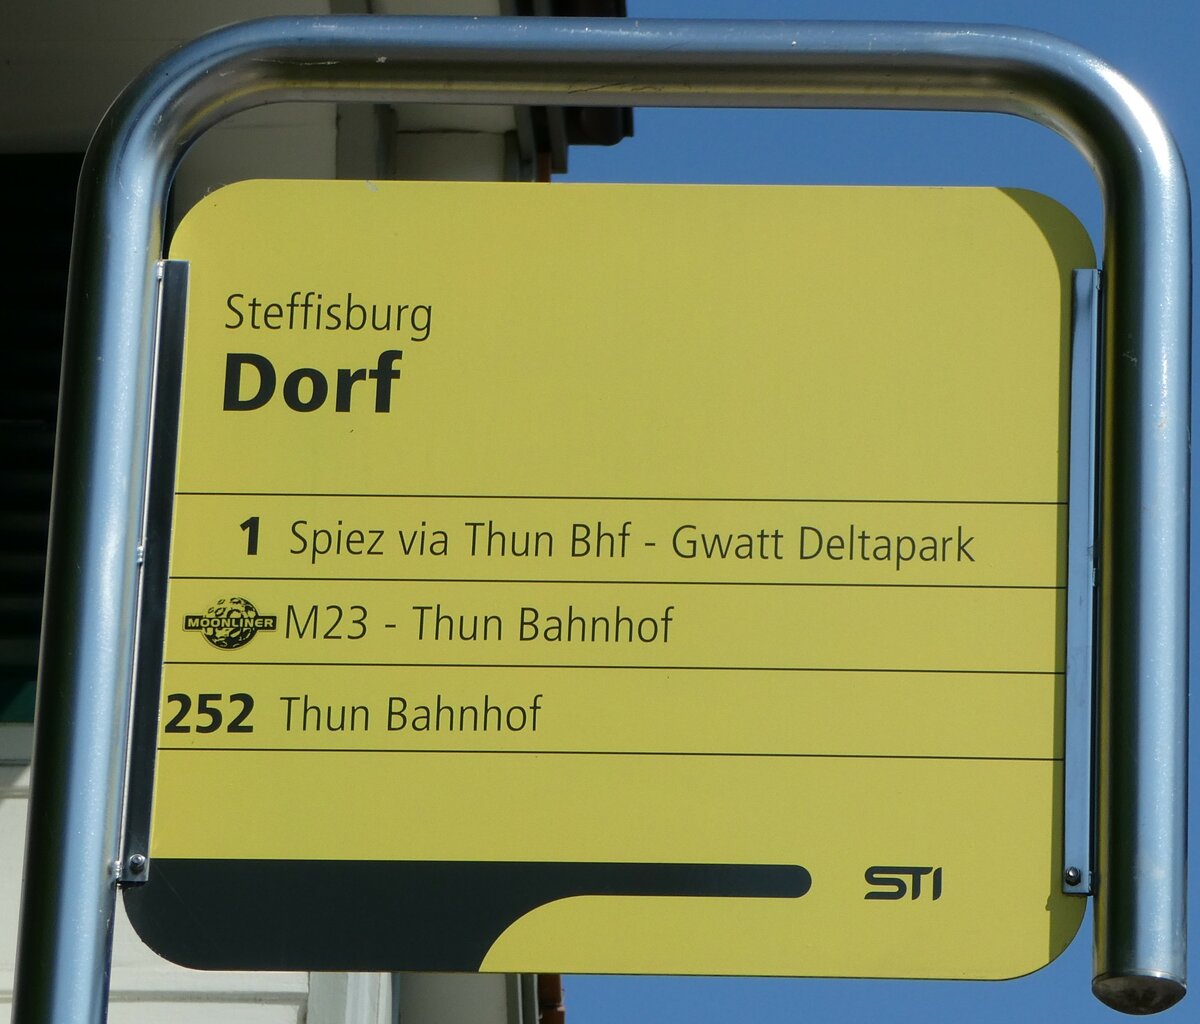 Steffisburg
Dorf
1 Spiez via Thun Bhf - Gwatt Deltapark
MOONLINER M23 - Thun Bahnhof
252 Thun Bahnhof
STI